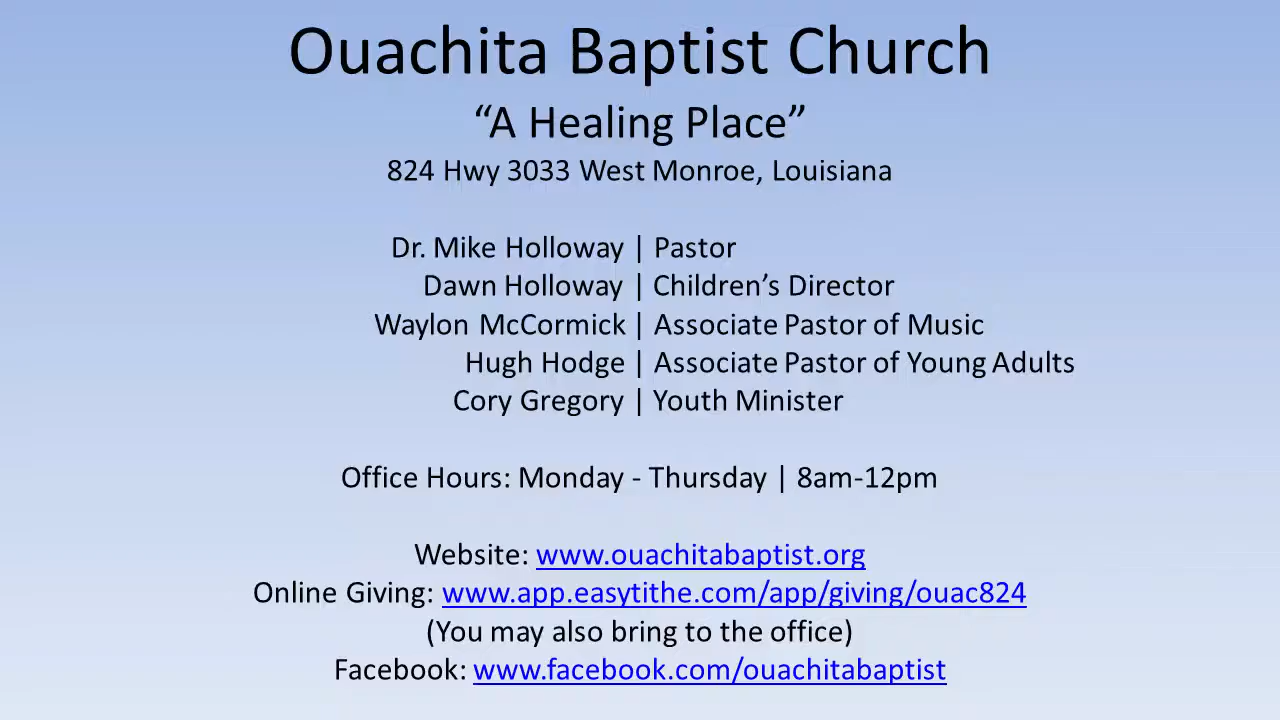 Ouachita Baptist Church
“A Healing Place”
824 Hwy 3033 West Monroe, Louisiana
Dr. Mike Holloway | Pastor
Dawn Holloway | Children’s Director
Waylon McCormick | Associate Pastor of Music
Hugh Hodge | Associate Pastor of Young Adults
Cory Gregory | Youth Minister
Office Hours: Monday - Thursday | 8am-12pm
Website: www.ouachitabaptist.org
Online Giving: www.app.easytithe.com/app/giving/ouac824
(You may also bring to the office)
Facebook: www.facebook.com/ouachitabaptist